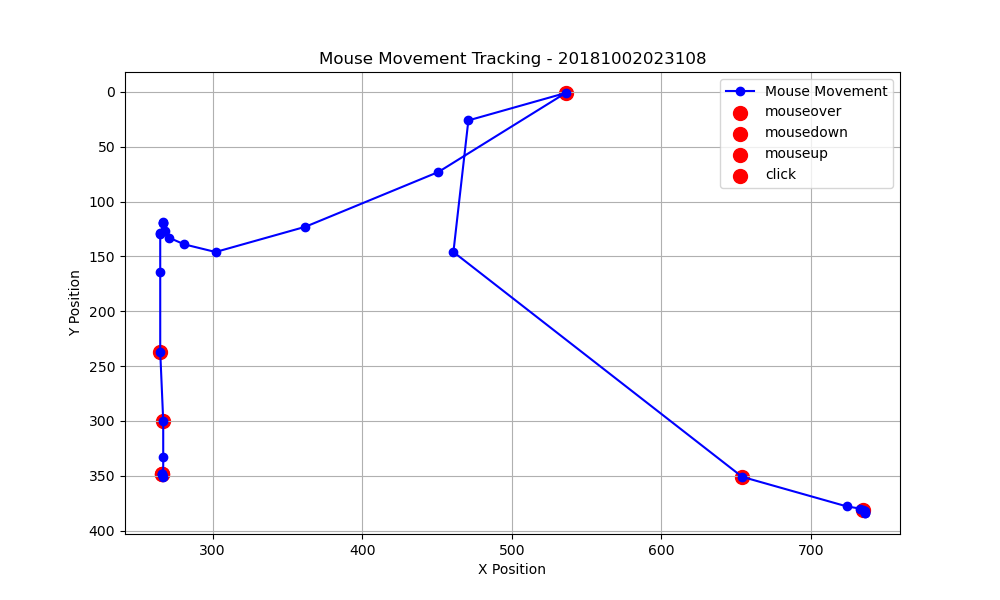 Mouse Movement Tracking - 20181002023108
Mouse Movement
mouseover
mousedown
mouseup
click
0
50
100
150
200
250
300
350
400
Y Position
300 400 500 600 700
X Position